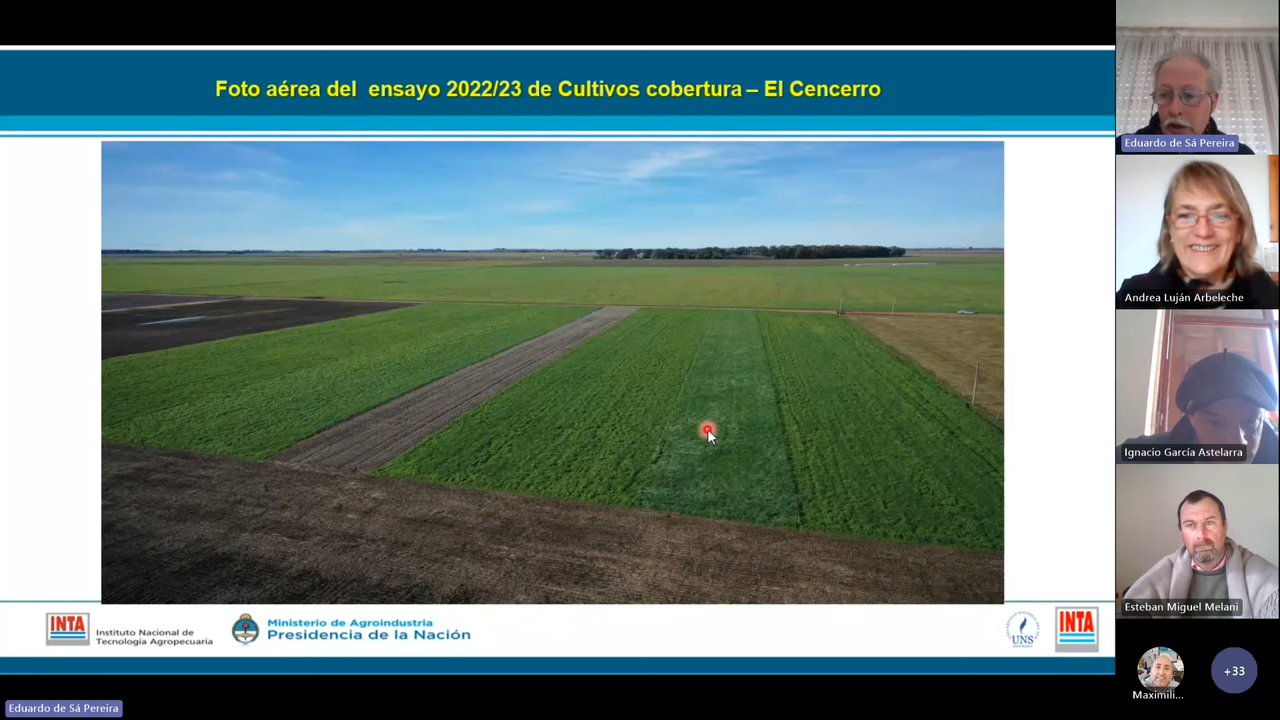 Foto aérea del ensayo 2022/23 de Cultivos cobertura – El Cencerro
INTA
Instituto Nacional de
Tecnología Agropecuaria
Ministerio de Agroindustria
Presidencia de la Nación
UNS
INTA
Eduardo de Sá Pereira
Andrea Luján Arbeleche
Ignacio García Astelarra
Esteban Miguel Melani
Maximili...
+33
Eduardo de Sá Pereira